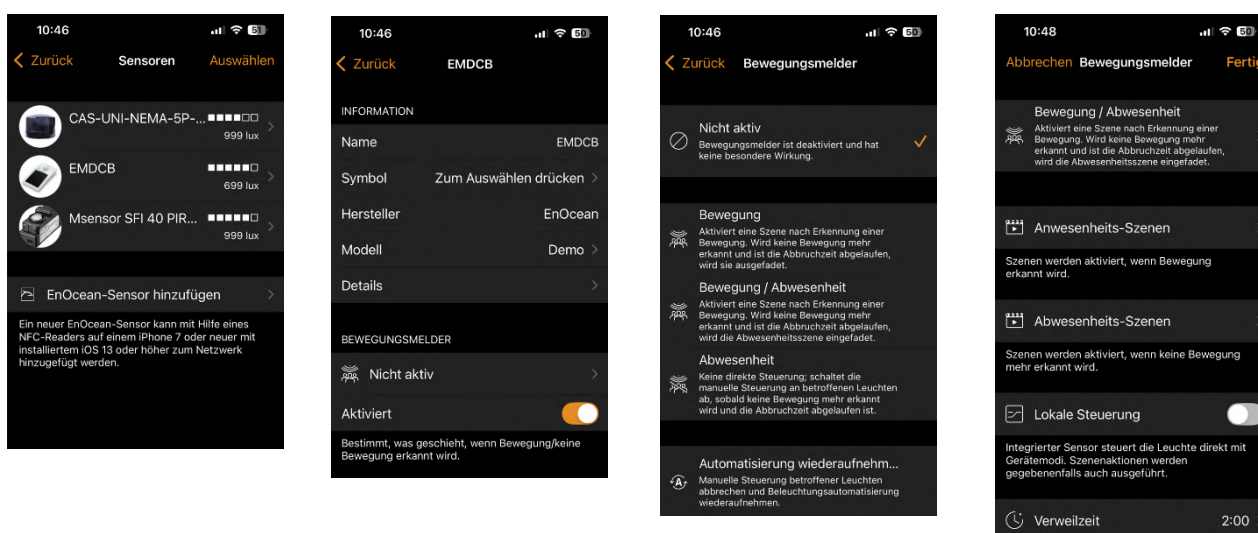 10:46
51
Zurück
Sensoren
Auswählen
CAS-UNI-NEMA-5P-...
999 lux
EMDCB
699 lux
Msensor SFI 40 PIR...
999 lux
EnOcean-Sensor hinzufügen
Ein neuer EnOcean-Sensor kann mit Hilfe eines
NFC-Readers auf einem iPhone 7 oder neuer mit
installiertem iOS 13 oder höher zum Netzwerk
hinzugefügt werden.
10:46
50
Zurück
EMDCB
INFORMATION
Name EMDCB
Symbol Zum Auswählen drücken
Hersteller EnOcean
Modell Demo
Details
BEWEGUNGSMELDER
Nicht aktiv
Aktiviert
Bestimmt, was geschieht, wenn Bewegung/keine
Bewegung erkannt wird.
10:46
50
Zurück
Bewegungsmelder
Nicht aktiv
Bewegungsmelder ist deaktiviert und hat
keine besondere Wirkung.
Bewegung
Aktiviert eine Szene nach Erkennung einer
Bewegung. Wird keine Bewegung mehr
erkannt und ist die Abbruchzeit abgelaufen,
wird sie ausgefadet.
Bewegung / Abwesenheit
Aktiviert eine Szene nach Erkennung einer
Bewegung. Wird keine Bewegung mehr
erkannt und ist die Abbruchzeit abgelaufen,
wird die Abwesenheitsszene eingefadet.
Abwesenheit
Keine direkte Steuerung; schaltet die
manuelle Steuerung an betroffenen Leuchten
ab, sobald keine Bewegung mehr erkannt
wird und die Abbruchzeit abgelaufen ist.
Automatisierung wiederaufnehm...
A
Manuelle Steuerung betroffener Leuchten
abbrechen und Beleuchtungsautomatisierung
wiederaufnehmen.
10:48
50
Abbrechen
Bewegungsmelder
Fertig
Bewegung / Abwesenheit
Aktiviert eine Szene nach Erkennung einer
Bewegung. Wird keine Bewegung mehr
erkannt und ist die Abbruchzeit abgelaufen,
wird die Abwesenheitsszene eingefadet.
Anwesenheits-Szenen
Szenen werden aktiviert, wenn Bewegung
erkannt wird.
Abwesenheits-Szenen
Szenen werden aktiviert, wenn keine Bewegung
mehr erkannt wird.
Lokale Steuerung
Integrierter Sensor steuert die Leuchte direkt mit
Gerätemodi. Szenenaktionen werden
gegebenenfalls auch ausgeführt.
Verweilzeit 2:00